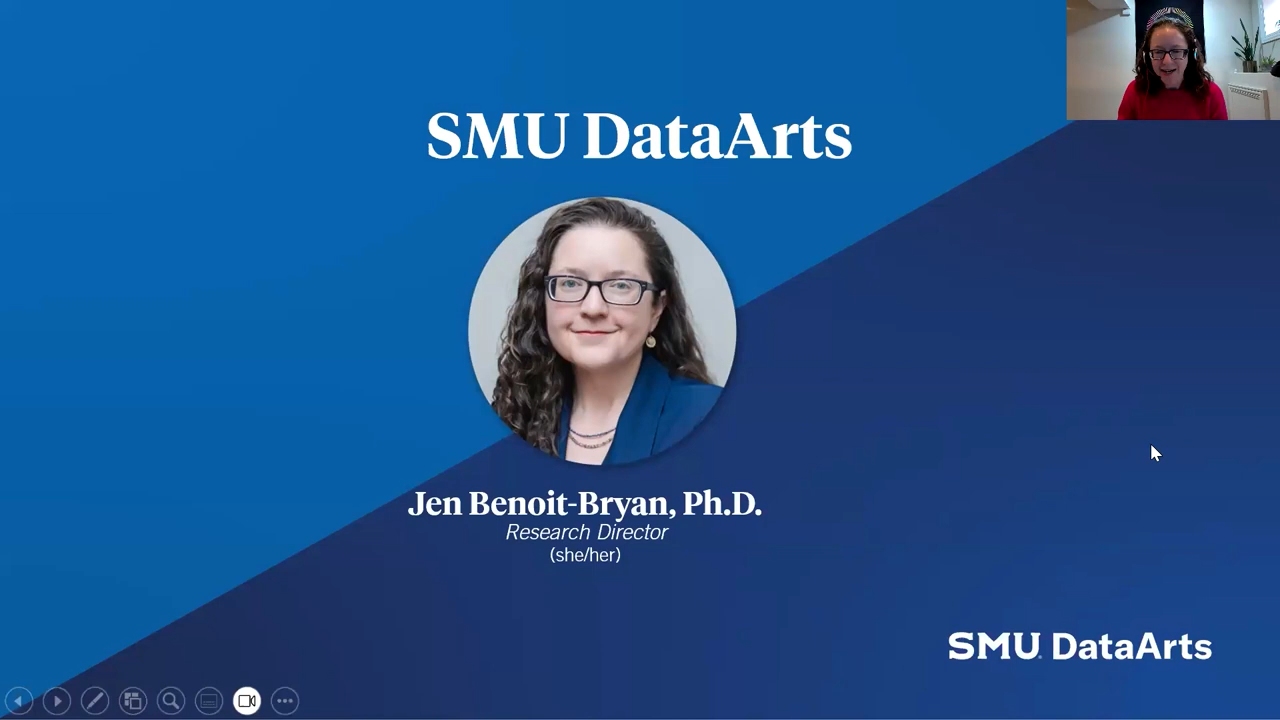 SMU DataArts
Jen Benoit-Bryan, Ph.D.
Research Director
(she/her)
SMU DataArts